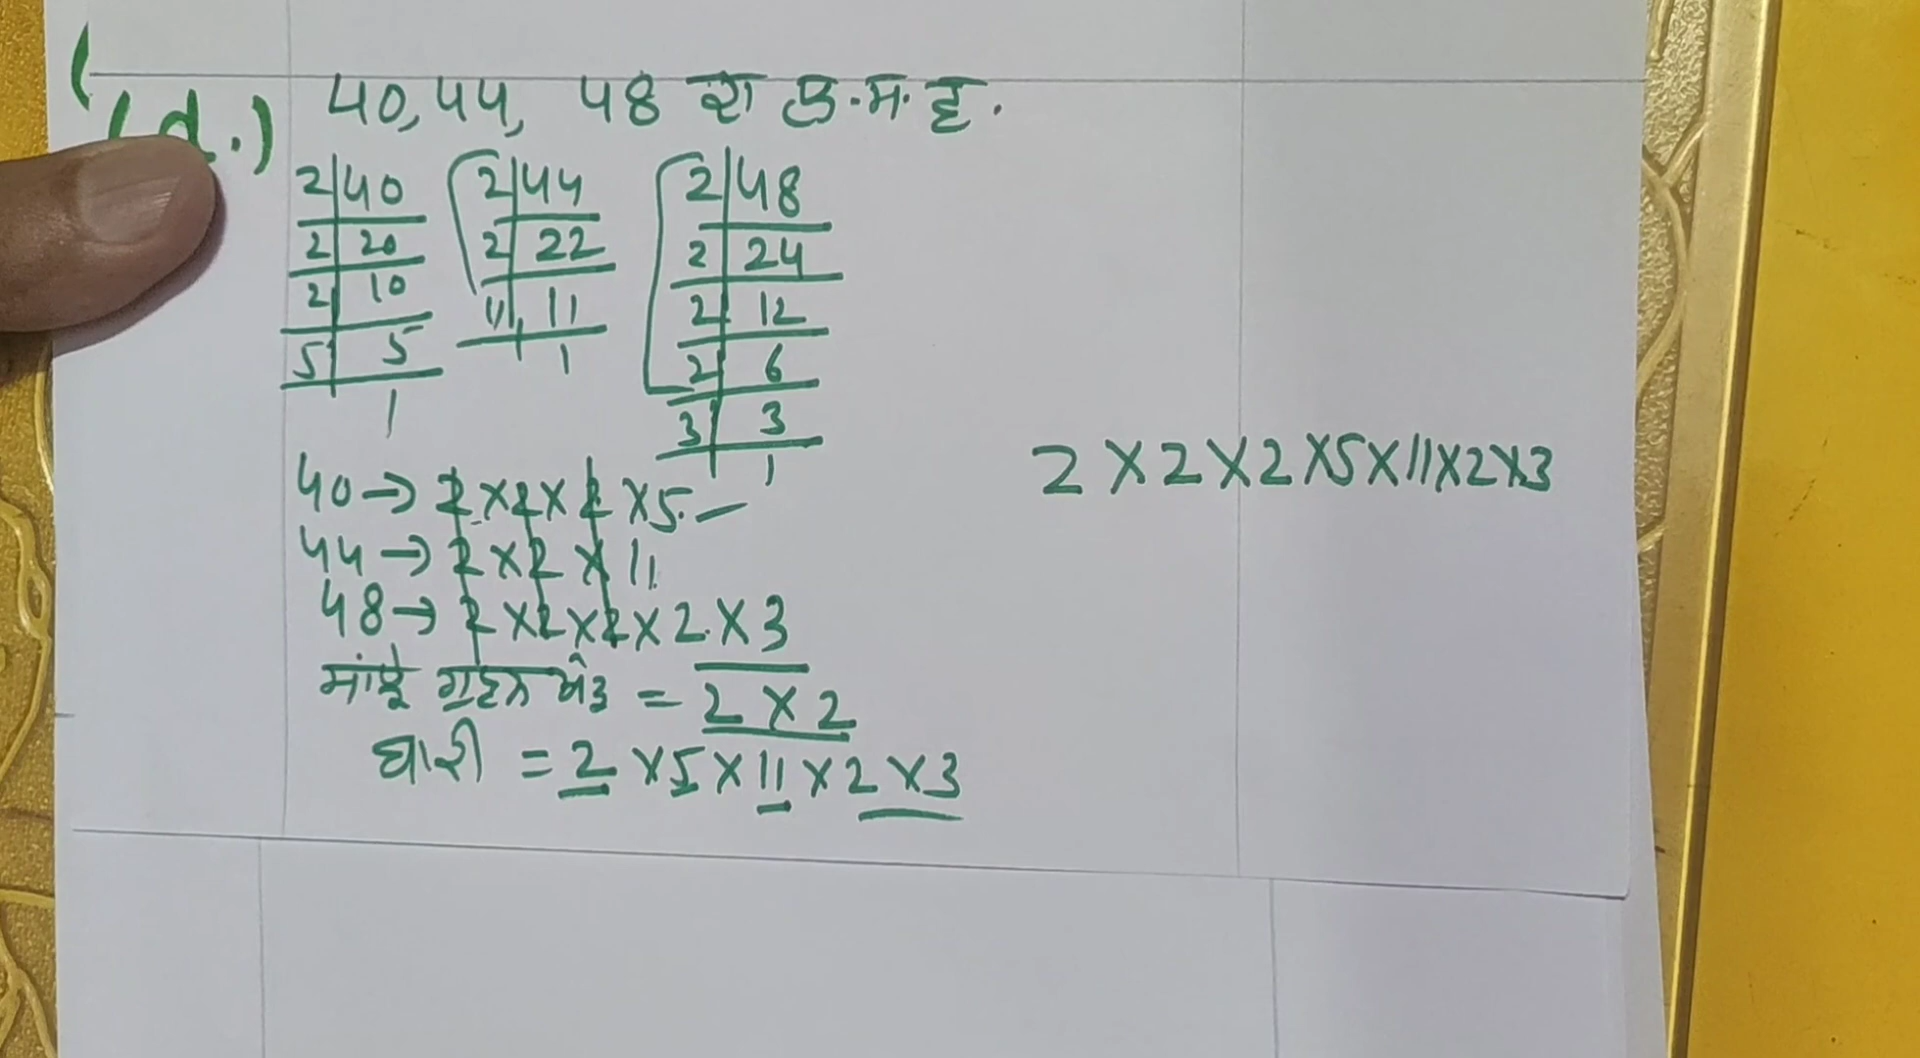 (d.) 40, 44, 48 ਦਾ ਲ.ਸ.ਵ.
2|40 2|44 2|48
2|20 2|22 2|24
2|10 11|11 2|12
5|5 1 2|6
1 3|3
1
2 × 2 × 2 × 5 × 11 × 2 × 3
40 → 2 × 2 × 2 × 5
44 → 2 × 2 × 11
48 → 2 × 2 × 2 × 2 × 3
ਸਾਂਝੇ ਗੁਣਨਖੰਡ = 2 × 2
ਬਾਕੀ = 2 × 5 × 11 × 2 × 3